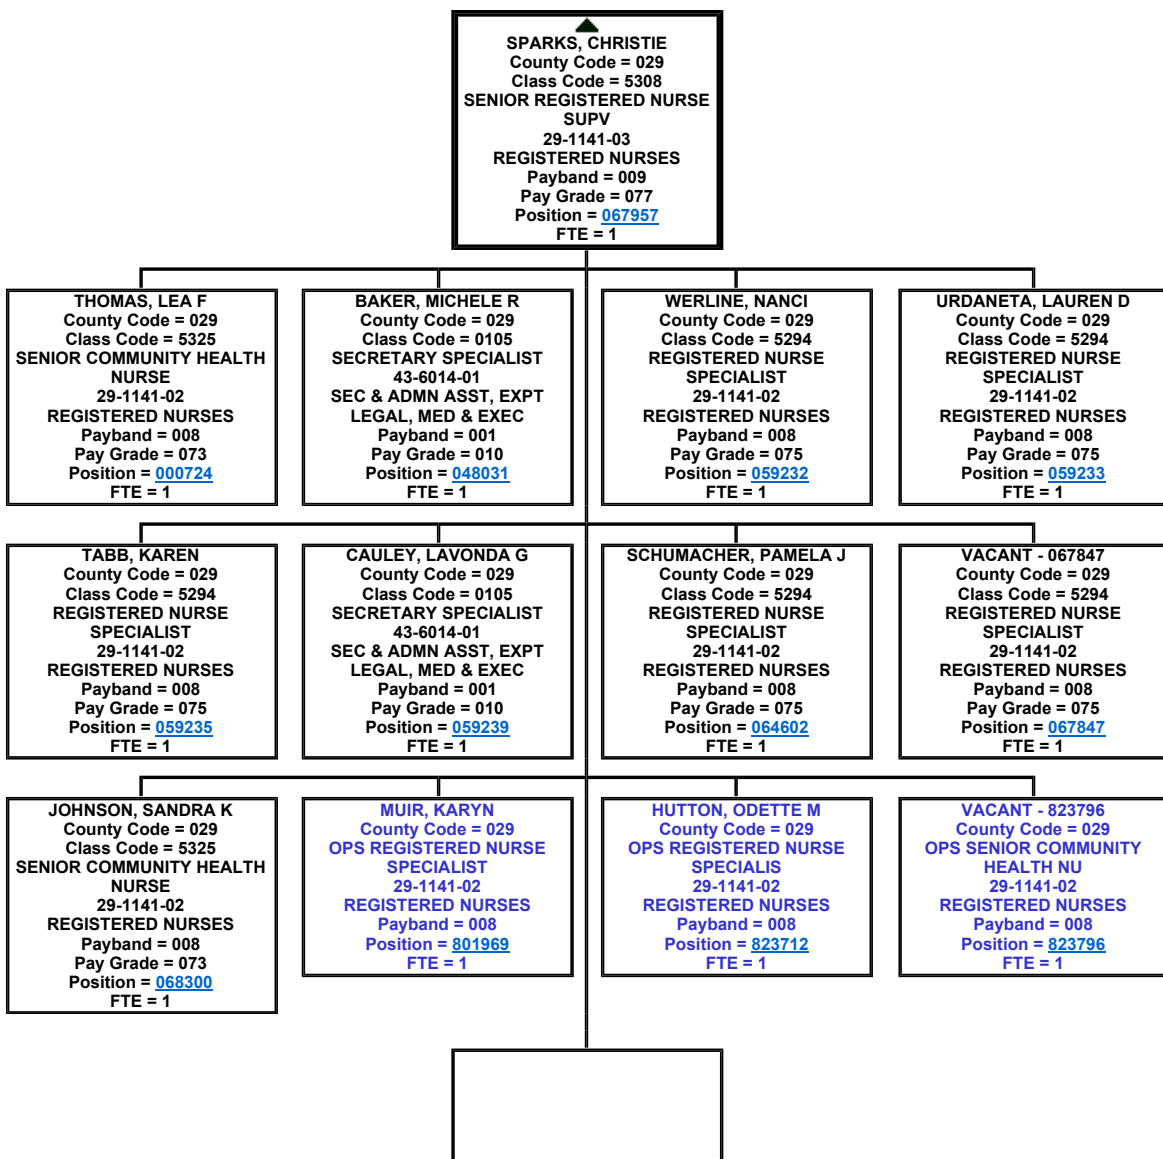 SPARKS, CHRISTIE
County Code = 029
Class Code = 5308
SENIOR REGISTERED NURSE
SUPV
29-1141-03
REGISTERED NURSES
Payband = 009
Pay Grade = 077
Position = 067957
FTE = 1
THOMAS, LEA F
County Code = 029
Class Code = 5325
SENIOR COMMUNITY HEALTH
NURSE
29-1141-02
REGISTERED NURSES
Payband = 008
Pay Grade = 073
Position = 000724
FTE = 1
BAKER, MICHELE R
County Code = 029
Class Code = 0105
SECRETARY SPECIALIST
43-6014-01
SEC & ADMN ASST, EXPT
LEGAL, MED & EXEC
Payband = 001
Pay Grade = 010
Position = 048031
FTE = 1
WERLINE, NANCI
County Code = 029
Class Code = 5294
REGISTERED NURSE
SPECIALIST
29-1141-02
REGISTERED NURSES
Payband = 008
Pay Grade = 075
Position = 059232
FTE = 1
URDANETA, LAUREN D
County Code = 029
Class Code = 5294
REGISTERED NURSE
SPECIALIST
29-1141-02
REGISTERED NURSES
Payband = 008
Pay Grade = 075
Position = 059233
FTE = 1
TABB, KAREN
County Code = 029
Class Code = 5294
REGISTERED NURSE
SPECIALIST
29-1141-02
REGISTERED NURSES
Payband = 008
Pay Grade = 075
Position = 059235
FTE = 1
CAULEY, LAVONDA G
County Code = 029
Class Code = 0105
SECRETARY SPECIALIST
43-6014-01
SEC & ADMN ASST, EXPT
LEGAL, MED & EXEC
Payband = 001
Pay Grade = 010
Position = 059239
FTE = 1
SCHUMACHER, PAMELA J
County Code = 029
Class Code = 5294
REGISTERED NURSE
SPECIALIST
29-1141-02
REGISTERED NURSES
Payband = 008
Pay Grade = 075
Position = 064602
FTE = 1
VACANT - 067847
County Code = 029
Class Code = 5294
REGISTERED NURSE
SPECIALIST
29-1141-02
REGISTERED NURSES
Payband = 008
Pay Grade = 075
Position = 067847
FTE = 1
JOHNSON, SANDRA K
County Code = 029
Class Code = 5325
SENIOR COMMUNITY HEALTH
NURSE
29-1141-02
REGISTERED NURSES
Payband = 008
Pay Grade = 073
Position = 068300
FTE = 1
MUIR, KARYN
County Code = 029
OPS REGISTERED NURSE
SPECIALIST
29-1141-02
REGISTERED NURSES
Payband = 008
Position = 801969
FTE = 1
HUTTON, ODETTE M
County Code = 029
OPS REGISTERED NURSE
SPECIALIS
29-1141-02
REGISTERED NURSES
Payband = 008
Position = 823712
FTE = 1
VACANT - 823796
County Code = 029
OPS SENIOR COMMUNITY
HEALTH NU
29-1141-02
REGISTERED NURSES
Payband = 008
Position = 823796
FTE = 1